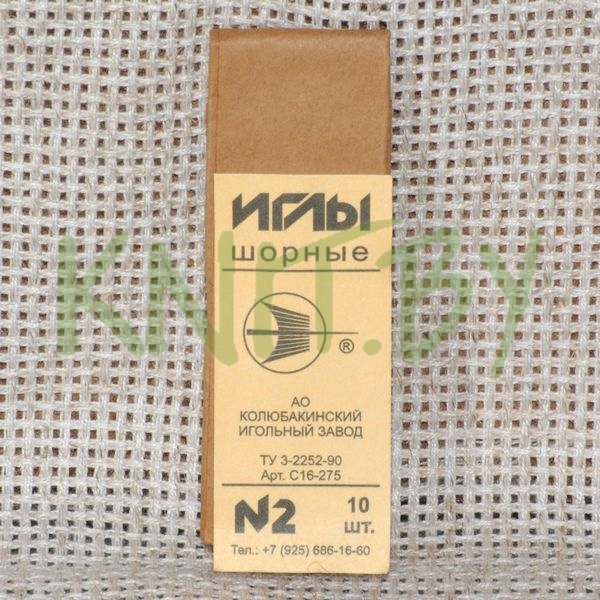 ИГЛЫ
шорные
KNIT.BY
®
АО
КОЛЮБАКИНСКИЙ
ИГОЛЬНЫЙ ЗАВОД
ТУ 3-2252-90
Арт. С16-275
N2 10 шт.
Тел.: +7 (925) 686-16-60